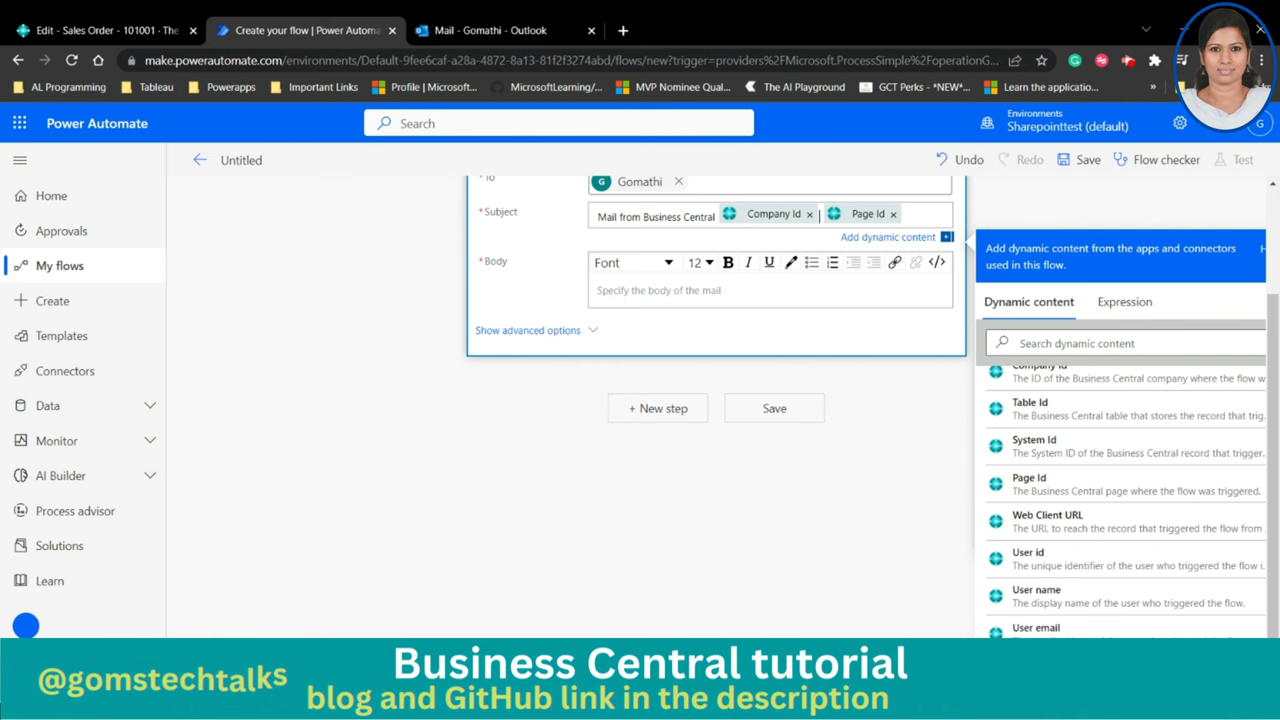 Edit - Sales Order - 101001 - The
Create your flow | Power Automa
Mail - Gomathi - Outlook
make.powerautomate.com/environments/Default-9fee6caf-a28a-4872-8a13-81f2f3274abd/flows/new?trigger=providers%2FMicrosoft.ProcessSimple%2FoperationG...
AL Programming
Tableau
Powerapps
Important Links
Profile | Microsoft...
MicrosoftLearning/...
MVP Nominee Qual...
The AI Playground
GCT Perks - *NEW*...
Learn the applicatio...
Power Automate
Search
Environments
Sharepointtest (default)
G
Untitled
Undo
Redo
Save
Flow checker
Test
Home
Approvals
My flows
Create
Templates
Connectors
Data
Monitor
AI Builder
Process advisor
Solutions
Learn
*To
G Gomathi
*Subject
Mail from Business Central Company Id | Page Id
Add dynamic content
*Body
Font 12 B I U </>
Specify the body of the mail
Show advanced options
+ New step
Save
Add dynamic content from the apps and connectors
used in this flow.
H
Dynamic content
Expression
Search dynamic content
Company Id
The ID of the Business Central company where the flow w
Table Id
The Business Central table that stores the record that trig...
System Id
The System ID of the Business Central record that trigger...
Page Id
The Business Central page where the flow was triggered.
Web Client URL
The URL to reach the record that triggered the flow from
User id
The unique identifier of the user who triggered the flow i...
User name
The display name of the user who triggered the flow.
User email
@gomstechtalks
Business Central tutorial
blog and GitHub link in the description